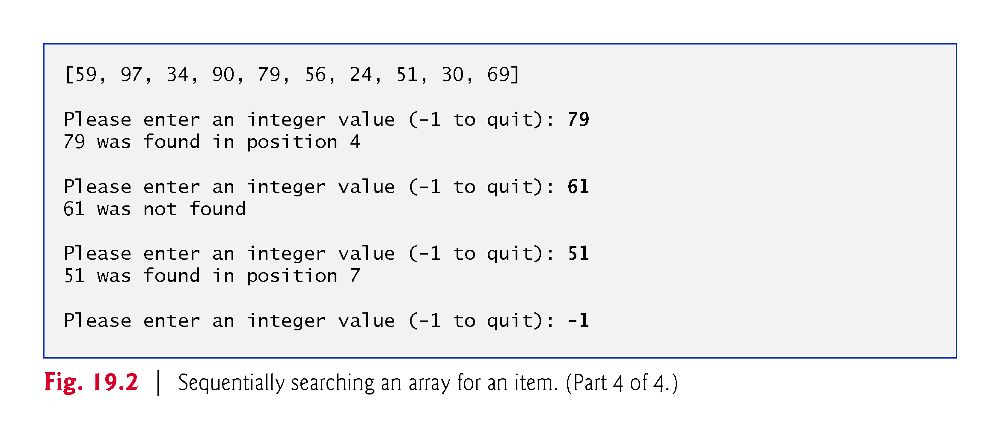 [59, 97, 34, 90, 79, 56, 24, 51, 30, 69]
Please enter an integer value (-1 to quit): 79
79 was found in position 4
Please enter an integer value (-1 to quit): 61
61 was not found
Please enter an integer value (-1 to quit): 51
51 was found in position 7
Please enter an integer value (-1 to quit): -1
Fig. 19.2 | Sequentially searching an array for an item. (Part 4 of 4.)